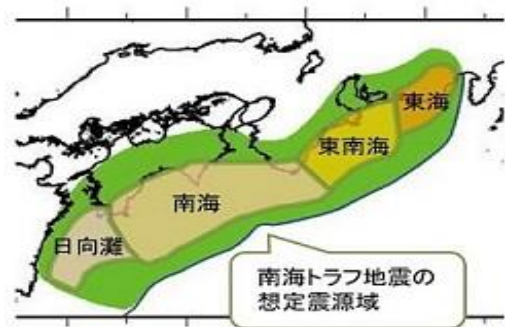 東海
東南海
南海
日向灘
南海トラフ地震の
想定震源域